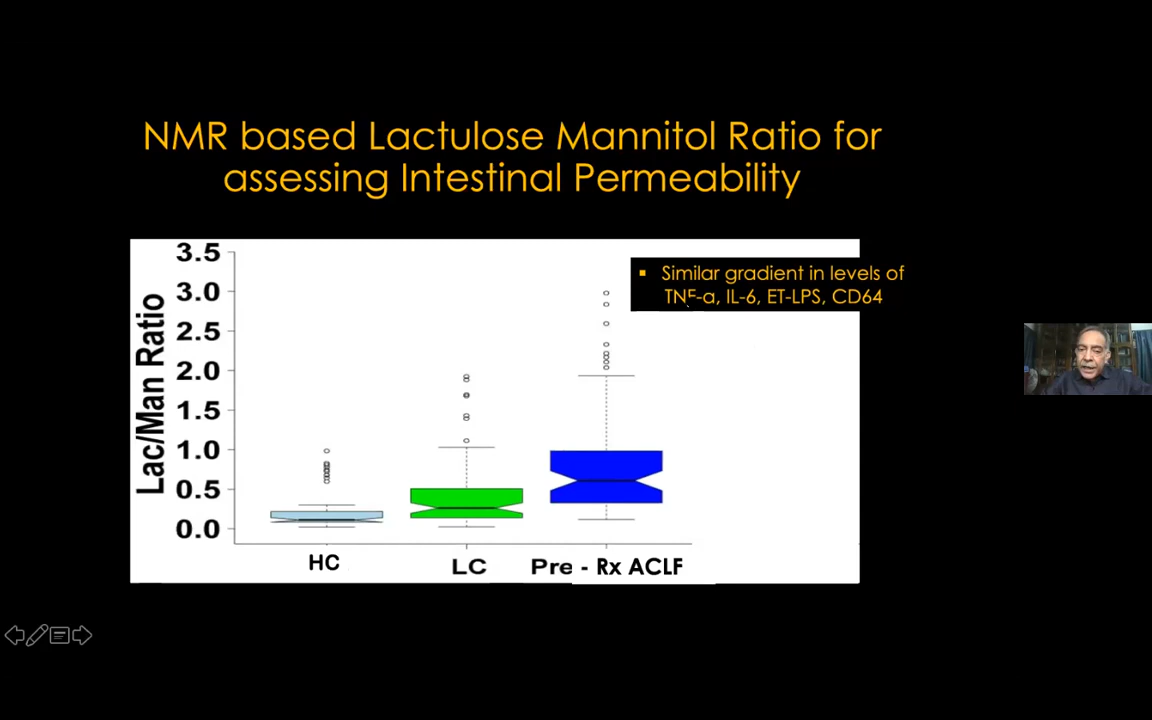 NMR based Lactulose Mannitol Ratio for
assessing Intestinal Permeability
▪ Similar gradient in levels of
TNF-α, IL-6, ET-LPS, CD64
Lac/Man Ratio
3.5
3.0
2.5
2.0
1.5
1.0
0.5
0.0
HC LC Pre - Rx ACLF